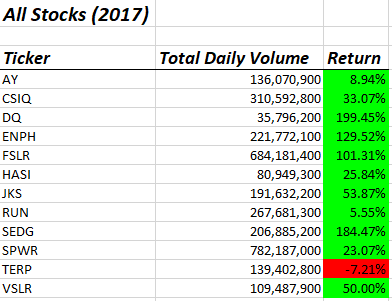 All Stocks (2017)
Ticker Total Daily Volume Return
AY 136,070,900 8.94%
CSIQ 310,592,800 33.07%
DQ 35,796,200 199.45%
ENPH 221,772,100 129.52%
FSLR 684,181,400 101.31%
HASI 80,949,300 25.84%
JKS 191,632,200 53.87%
RUN 267,681,300 5.55%
SEDG 206,885,200 184.47%
SPWR 782,187,000 23.07%
TERP 139,402,800 -7.21%
VSLR 109,487,900 50.00%